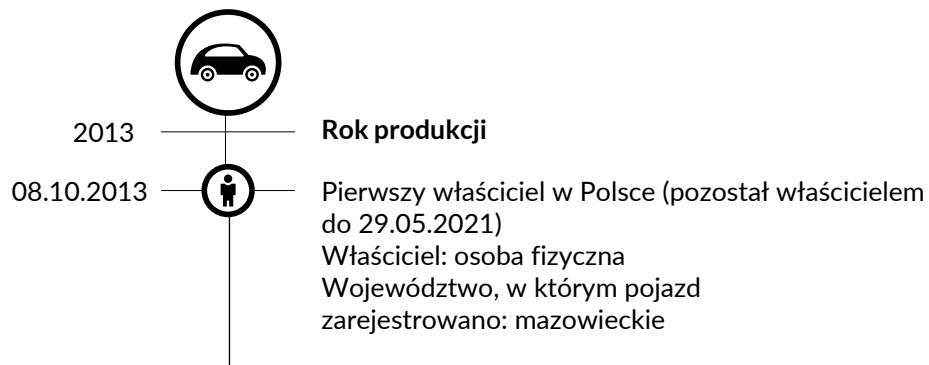 2013
Rok produkcji
08.10.2013
Pierwszy właściciel w Polsce (pozostał właścicielem
do 29.05.2021)
Właściciel: osoba fizyczna
Województwo, w którym pojazd
zarejestrowano: mazowieckie